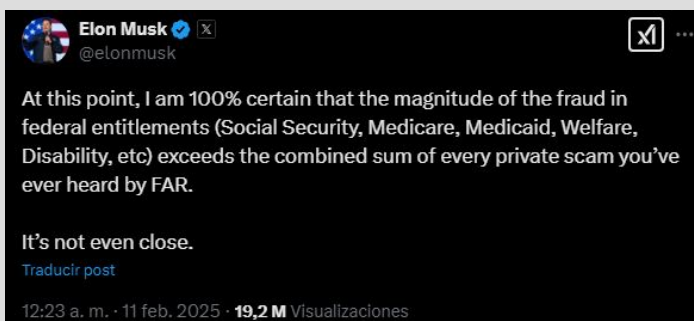 Elon Musk
@elonmusk
At this point, I am 100% certain that the magnitude of the fraud in
federal entitlements (Social Security, Medicare, Medicaid, Welfare,
Disability, etc) exceeds the combined sum of every private scam you’ve
ever heard by FAR.
It’s not even close.
Traducir post
12:23 a. m. · 11 feb. 2025 · 19,2 M Visualizaciones